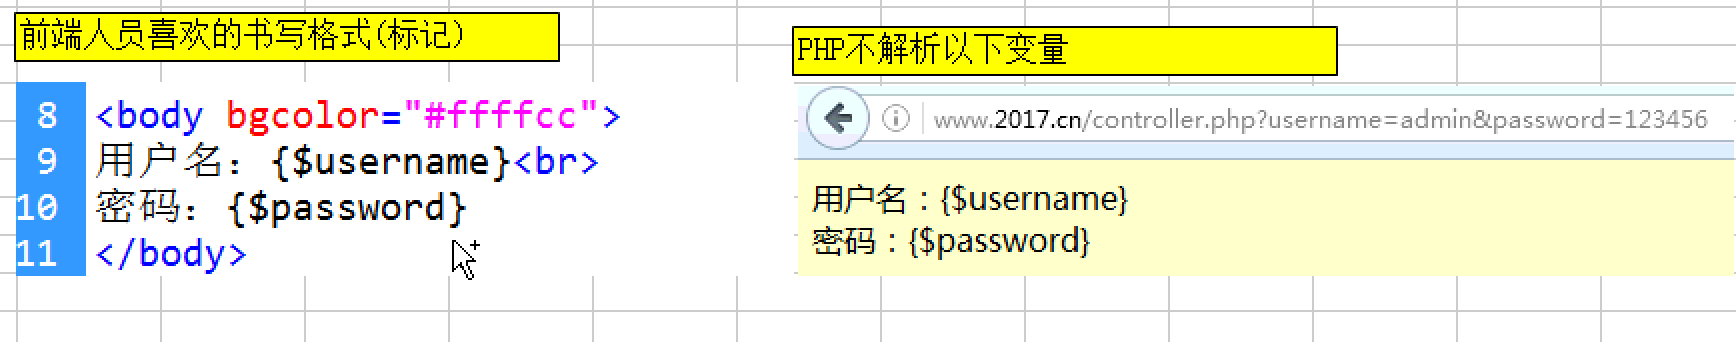 前端人员喜欢的书写格式(标记)
8 <body bgcolor="#ffffcc">
9 用户名：{$username}<br>
10 密码：{$password}
11 </body>
PHP不解析以下变量
www.2017.cn/controller.php?username=admin&password=123456
用户名：{$username}
密码：{$password}